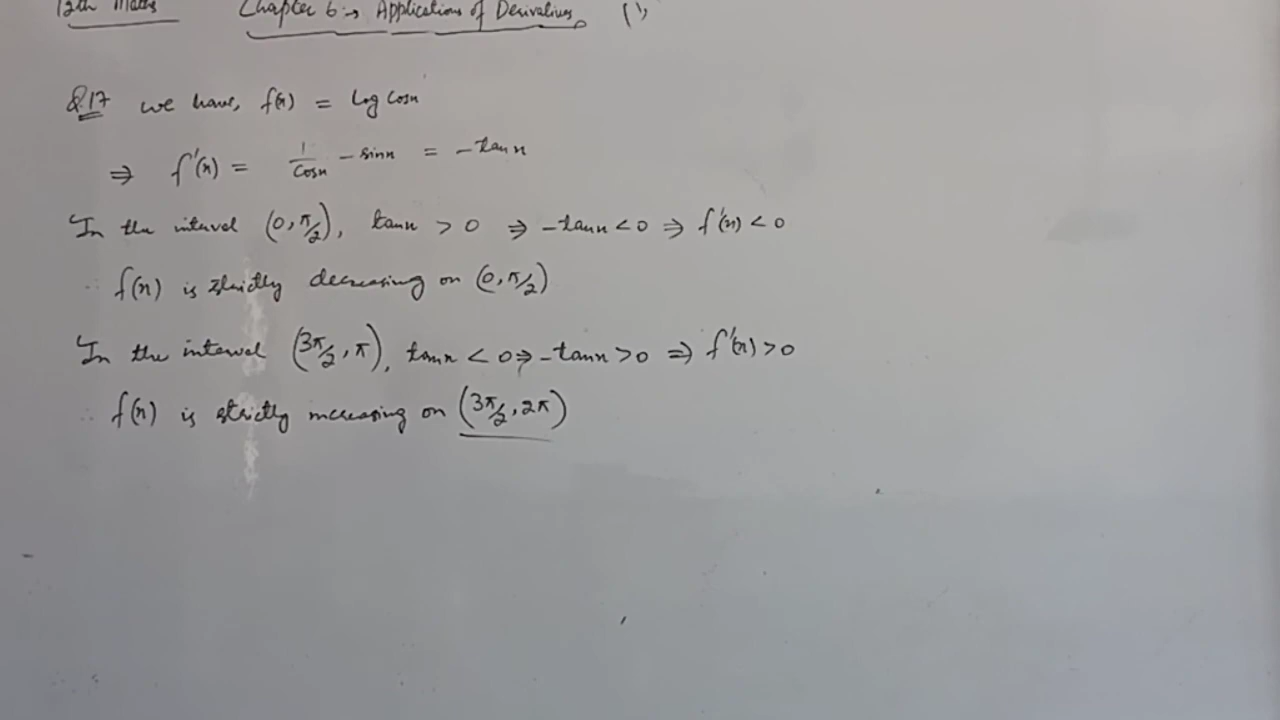 12th Maths Chapter 6:→ Applications of Derivatives
Q17 we have, f(x) = log cosx
⇒ f'(x) = 1/cosx - sinx = - tanx
In the interval (0, π/2), tanx > 0 ⇒ -tanx < 0 ⇒ f'(x) < 0
∴ f(x) is strictly decreasing on (0, π/2)
In the interval (3π/2, π), tanx < 0 ⇒ -tanx > 0 ⇒ f'(x) > 0
∴ f(x) is strictly increasing on (3π/2, 2π)